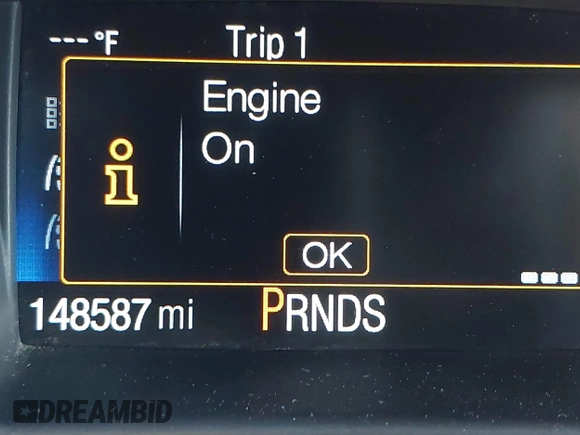 --- °F Trip 1
Engine
On
i
OK
148587 mi PRNDS
DREAMBID